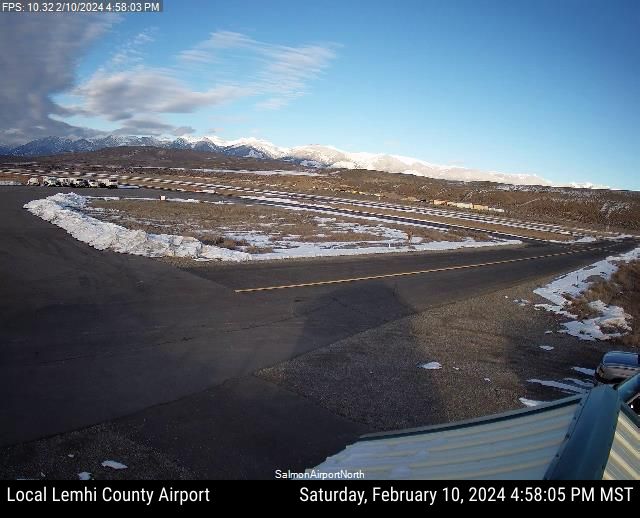 FPS: 10.32 2/10/2024 4:58:03 PM
SalmonAirportNorth
Local Lemhi County Airport Saturday, February 10, 2024 4:58:05 PM MST